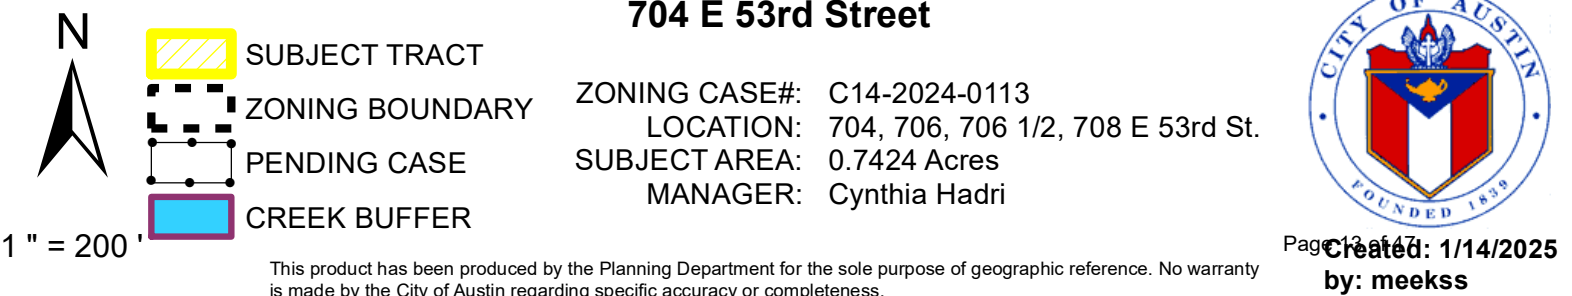 704 E 53rd Street
N
SUBJECT TRACT
ZONING BOUNDARY
PENDING CASE
CREEK BUFFER
1 " = 200 '
ZONING CASE#: C14-2024-0113
LOCATION: 704, 706, 706 1/2, 708 E 53rd St.
SUBJECT AREA: 0.7424 Acres
MANAGER: Cynthia Hadri
This product has been produced by the Planning Department for the sole purpose of geographic reference. No warranty
is made by the City of Austin regarding specific accuracy or completeness.
CITY OF AUSTIN
FOUNDED 1839
Page 13 of 47
Created: 1/14/2025
by: meekss